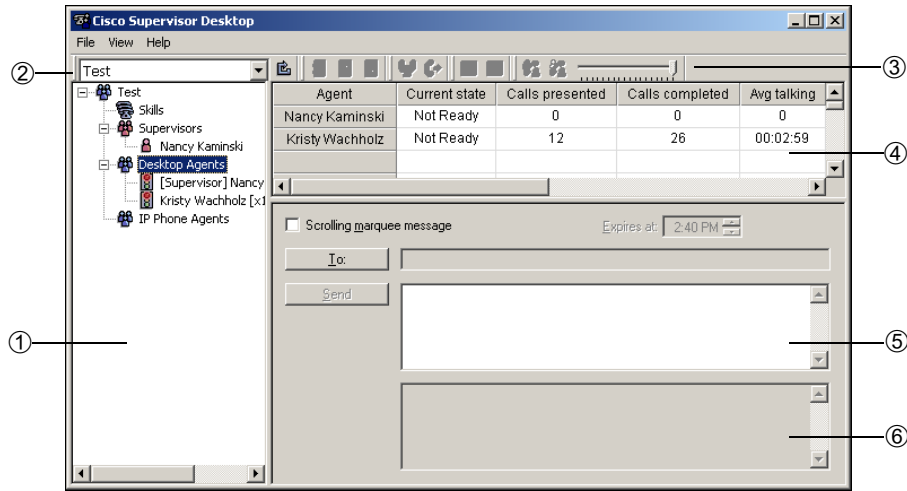 Cisco Supervisor Desktop
File View Help
② Test ③
Test
Skills
Supervisors
Nancy Kaminski
Desktop Agents
[Supervisor] Nancy
Kristy Wachholz [x1
IP Phone Agents
①
Agent Current state Calls presented Calls completed Avg talking
Nancy Kaminski Not Ready 0 0 0
Kristy Wachholz Not Ready 12 26 00:02:59
④
Scrolling marquee message Expires at: 2:40 PM
To:
Send
⑤
⑥